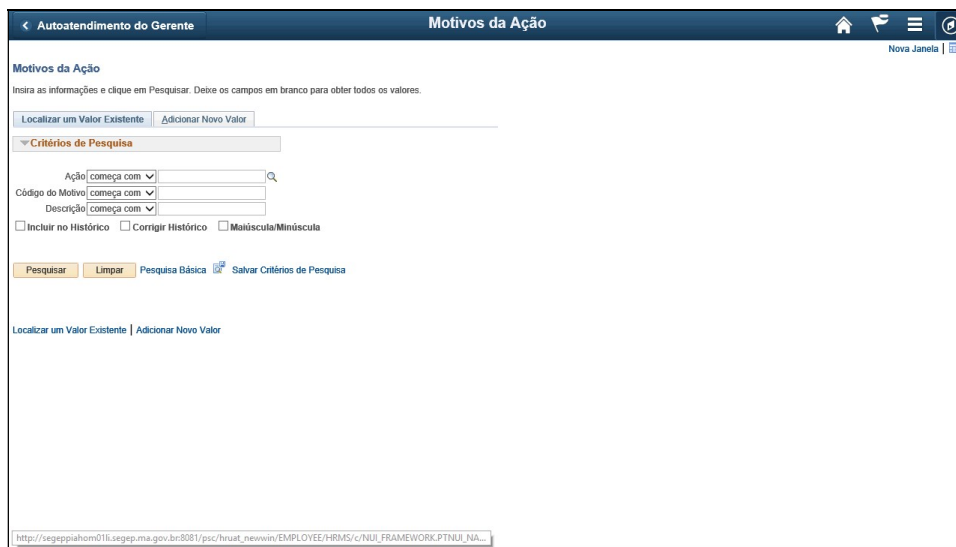 Autoatendimento do Gerente Motivos da Ação
Nova Janela |
Motivos da Ação
Insira as informações e clique em Pesquisar. Deixe os campos em branco para obter todos os valores.
Localizar um Valor Existente Adicionar Novo Valor
Critérios de Pesquisa
Ação começa com
Código do Motivo começa com
Descrição começa com
Incluir no Histórico Corrigir Histórico Maiúscula/Minúscula
Pesquisar Limpar Pesquisa Básica Salvar Critérios de Pesquisa
Localizar um Valor Existente | Adicionar Novo Valor
http://segeppiahom01li.segep.ma.gov.br:8081/psc/hruat_newwin/EMPLOYEE/HRMS/c/NUI_FRAMEWORK.PTNUI_NA...